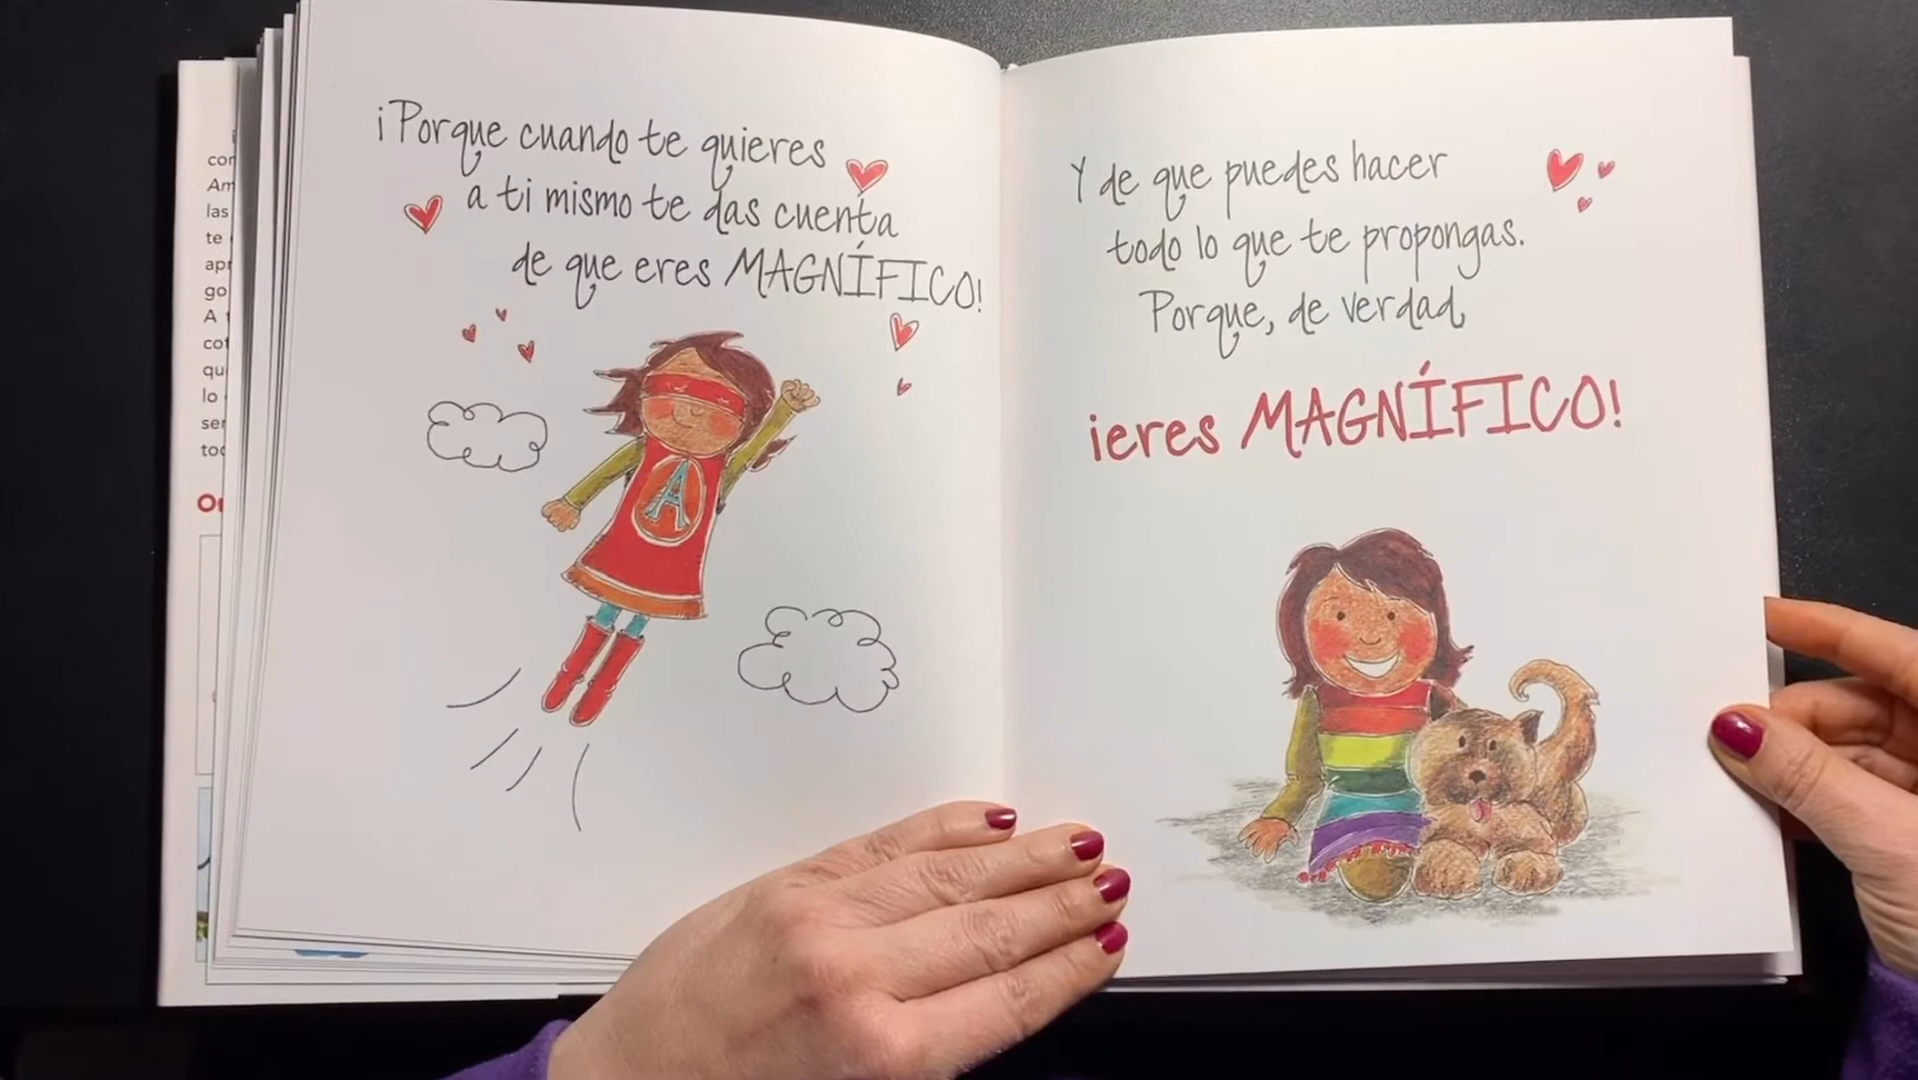 ¡Porque cuando te quieres
a ti mismo te das cuenta
de que eres MAGNÍFICO!
A
Y de que puedes hacer
todo lo que te propongas.
Porque, de verdad,
¡eres MAGNÍFICO!